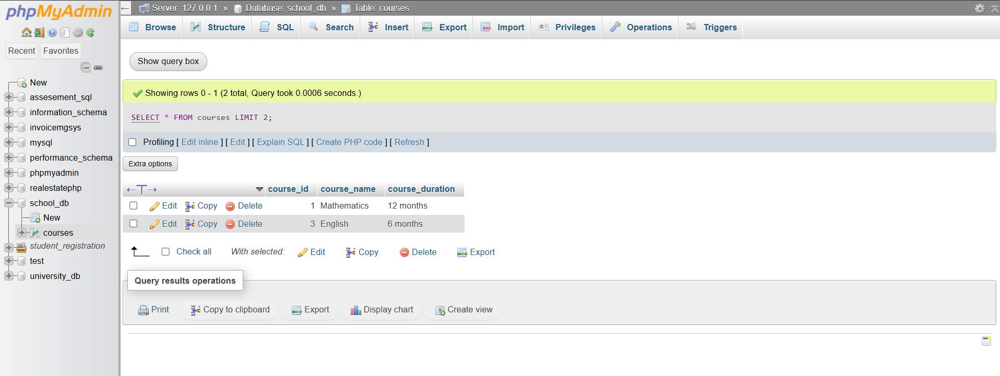 phpMyAdmin
Recent Favorites
New
assesement_sql
information_schema
invoicemgsys
mysql
performance_schema
phpmyadmin
realestatephp
school_db
New
courses
student_registration
test
university_db
Server: 127.0.0.1 » Database: school_db » Table: courses
Browse Structure SQL Search Insert Export Import Privileges Operations Triggers
Show query box
Showing rows 0 - 1 (2 total, Query took 0.0006 seconds.)
SELECT * FROM courses LIMIT 2;
Profiling [ Edit inline ] [ Edit ] [ Explain SQL ] [ Create PHP code ] [ Refresh ]
Extra options
←T→ course_id course_name course_duration
Edit Copy Delete 1 Mathematics 12 months
Edit Copy Delete 3 English 6 months
Check all With selected: Edit Copy Delete Export
Query results operations
Print Copy to clipboard Export Display chart Create view